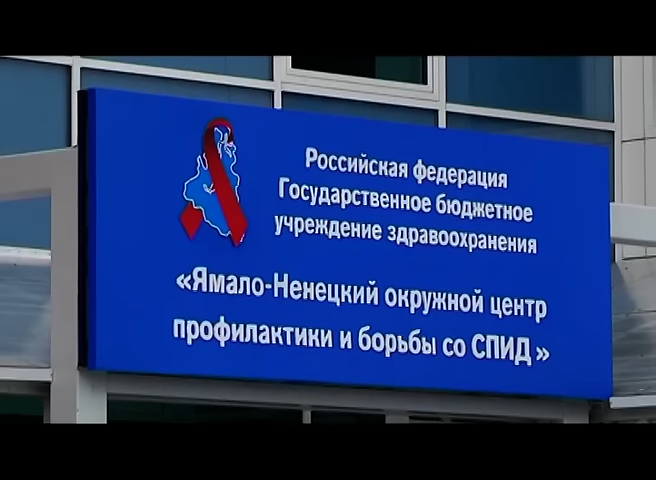 Российская федерация
Государственное бюджетное
учреждение здравоохранения
«Ямало-Ненецкий окружной центр
профилактики и борьбы со СПИД»